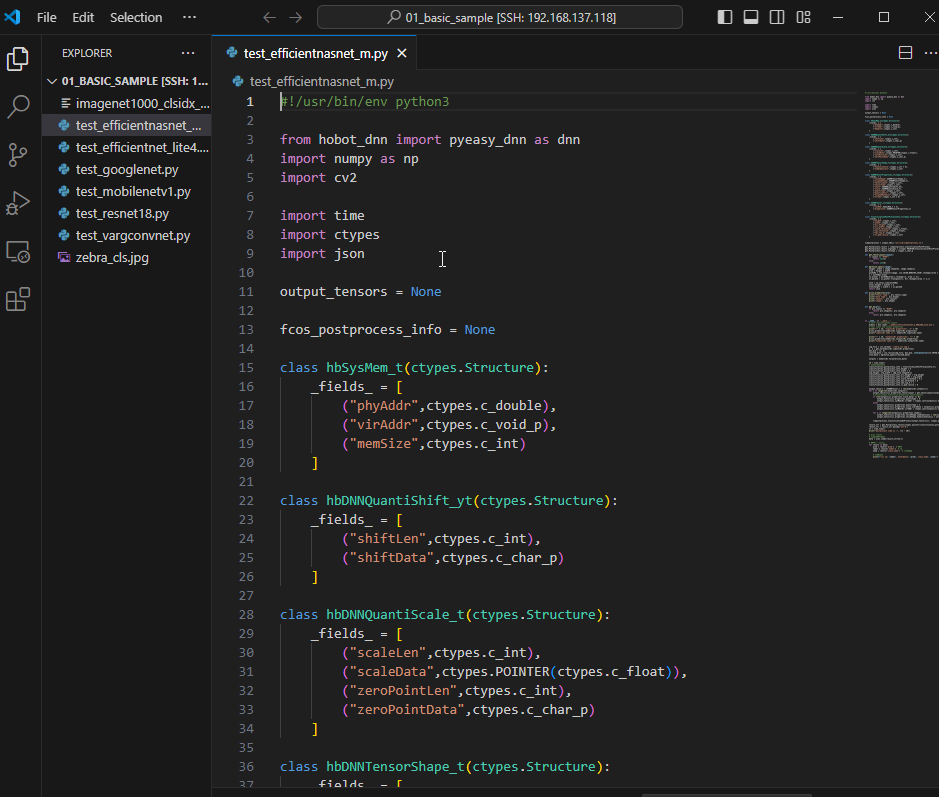 File Edit Selection ··· 01_basic_sample [SSH: 192.168.137.118]
EXPLORER ···
01_BASIC_SAMPLE [SSH: 1...
imagenet1000_clsidx_...
test_efficientnasnet_...
test_efficientnet_lite4....
test_googlenet.py
test_mobilenetv1.py
test_resnet18.py
test_vargconvnet.py
zebra_cls.jpg
test_efficientnasnet_m.py
test_efficientnasnet_m.py
1 #!/usr/bin/env python3
2
3 from hobot_dnn import pyeasy_dnn as dnn
4 import numpy as np
5 import cv2
6
7 import time
8 import ctypes
9 import json
10
11 output_tensors = None
12
13 fcos_postprocess_info = None
14
15 class hbSysMem_t(ctypes.Structure):
16 _fields_ = [
17 ("phyAddr",ctypes.c_double),
18 ("virAddr",ctypes.c_void_p),
19 ("memSize",ctypes.c_int)
20 ]
21
22 class hbDNNQuantiShift_yt(ctypes.Structure):
23 _fields_ = [
24 ("shiftLen",ctypes.c_int),
25 ("shiftData",ctypes.c_char_p)
26 ]
27
28 class hbDNNQuantiScale_t(ctypes.Structure):
29 _fields_ = [
30 ("scaleLen",ctypes.c_int),
31 ("scaleData",ctypes.POINTER(ctypes.c_float)),
32 ("zeroPointLen",ctypes.c_int),
33 ("zeroPointData",ctypes.c_char_p)
34 ]
35
36 class hbDNNTensorShape_t(ctypes.Structure):
37 _fields_ = [